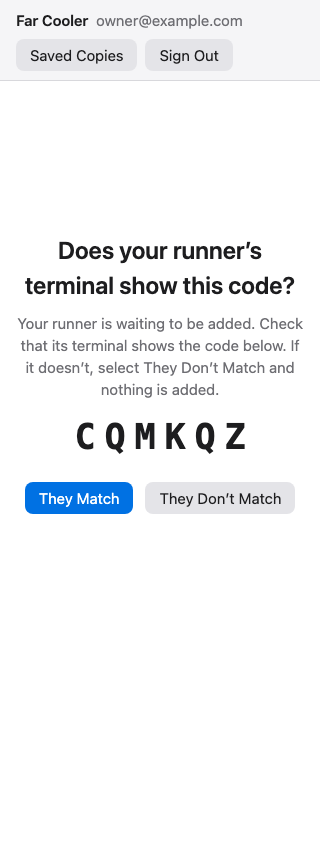 Far Cooler owner@example.com
Saved Copies Sign Out
Does your runner’s
terminal show this code?
Your runner is waiting to be added. Check
that its terminal shows the code below. If
it doesn’t, select They Don’t Match and
nothing is added.
CQMKQZ
They Match They Don’t Match